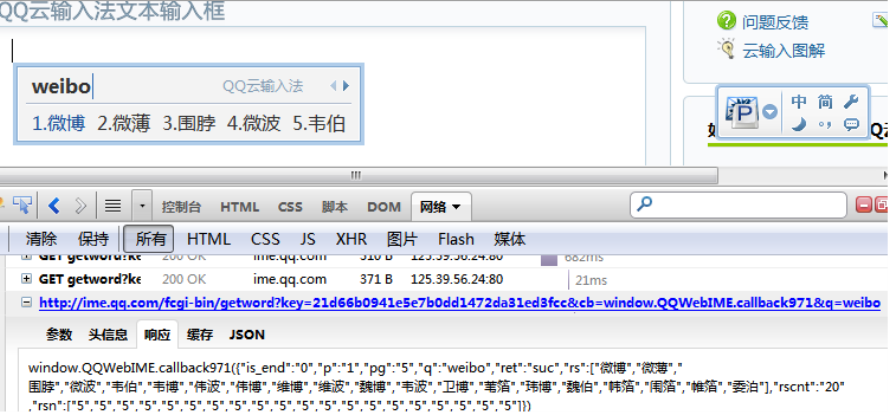 QQ云输入法文本输入框
问题反馈
云输入图解
weibo
QQ云输入法
1.微博 2.微薄 3.围脖 4.微波 5.韦伯
P 中 简
Q云
控制台 HTML CSS 脚本 DOM 网络
清除 保持 所有 HTML CSS JS XHR 图片 Flash 媒体
GET getword?ke 200 OK ime.qq.com 310 B 125.39.56.24:80 682ms
GET getword?ke 200 OK ime.qq.com 371 B 125.39.56.24:80 21ms
http://ime.qq.com/fcgi-bin/getword?key=21d66b0941e5e7b0dd1472da31ed3fcc&cb=window.QQWebIME.callback971&q=weibo
参数 头信息 响应 缓存 JSON
window.QQWebIME.callback971({"is_end":"0","p":"1","pg":"5","q":"weibo","ret":"suc","rs":["微博","微薄","
围脖","微波","韦伯","韦博","伟波","伟博","维博","维波","魏博","韦波","卫博","苇箔","玮博","魏伯","韩箔","闱箔","帷箔","委泊"],"rscnt":"20"
,"rsn":["5","5","5","5","5","5","5","5","5","5","5","5","5","5","5","5","5","5","5","5"]})